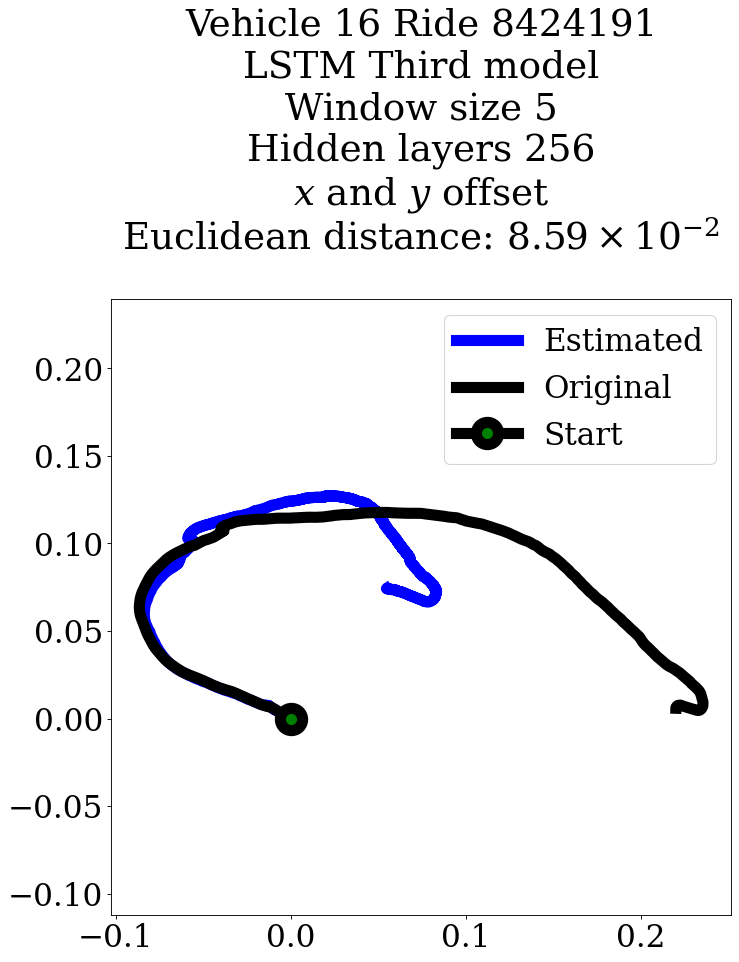 Vehicle 16 Ride 8424191
LSTM Third model
Window size 5
Hidden layers 256
x and y offset
Euclidean distance: 8.59 × 10⁻²
Estimated
Original
Start
0.20
0.15
0.10
0.05
0.00
−0.05
−0.10
−0.1 0.0 0.1 0.2